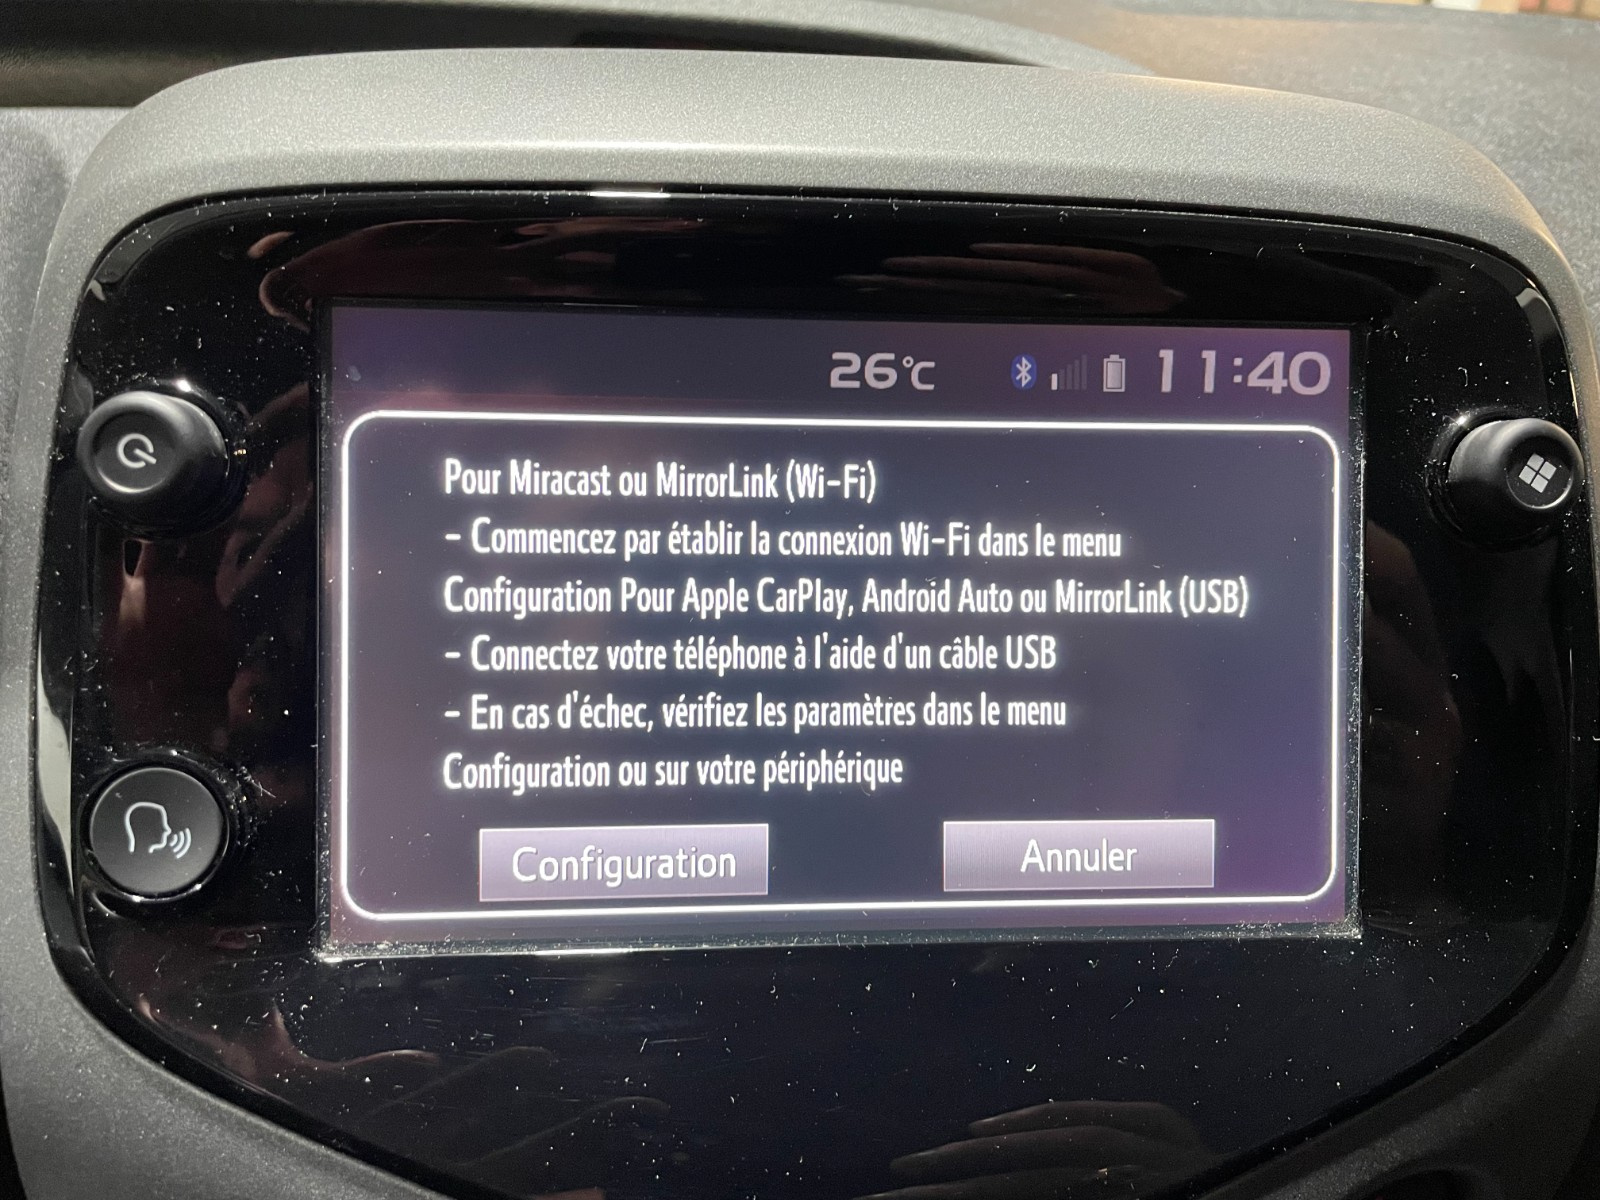 26°C 11:40
Pour Miracast ou MirrorLink (Wi-Fi)
- Commencez par établir la connexion Wi-Fi dans le menu
Configuration Pour Apple CarPlay, Android Auto ou MirrorLink (USB)
- Connectez votre téléphone à l'aide d'un câble USB
- En cas d'échec, vérifiez les paramètres dans le menu
Configuration ou sur votre périphérique
Configuration Annuler